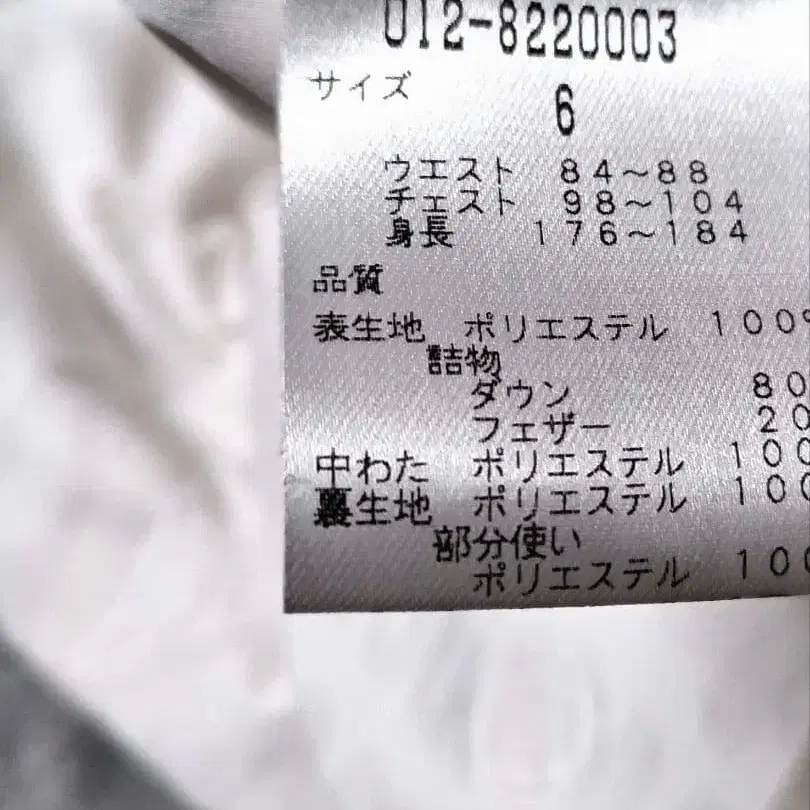 012-8220003
サイズ
6
ウエスト 84～88
チェスト 98～104
身長 176～184
品質
表生地 ポリエステル 100%
詰物
ダウン 80
フェザー 20
中わた ポリエステル 100
裏生地 ポリエステル 100
部分使い
ポリエステル 100